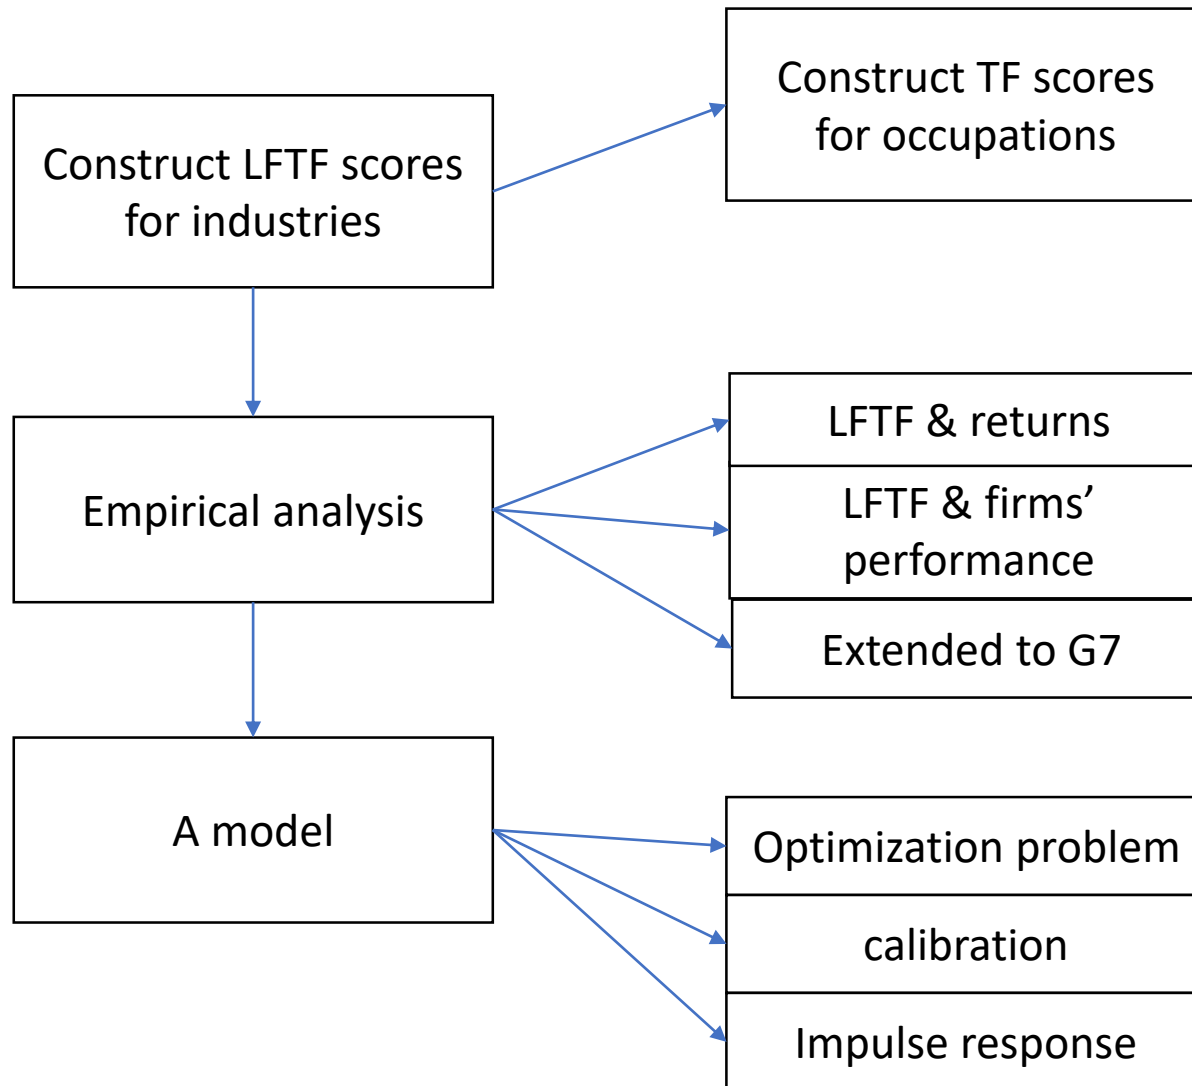 Construct LFTF scores
for industries
Construct TF scores
for occupations
Empirical analysis
LFTF & returns
LFTF & firms’
performance
Extended to G7
A model
Optimization problem
calibration
Impulse response